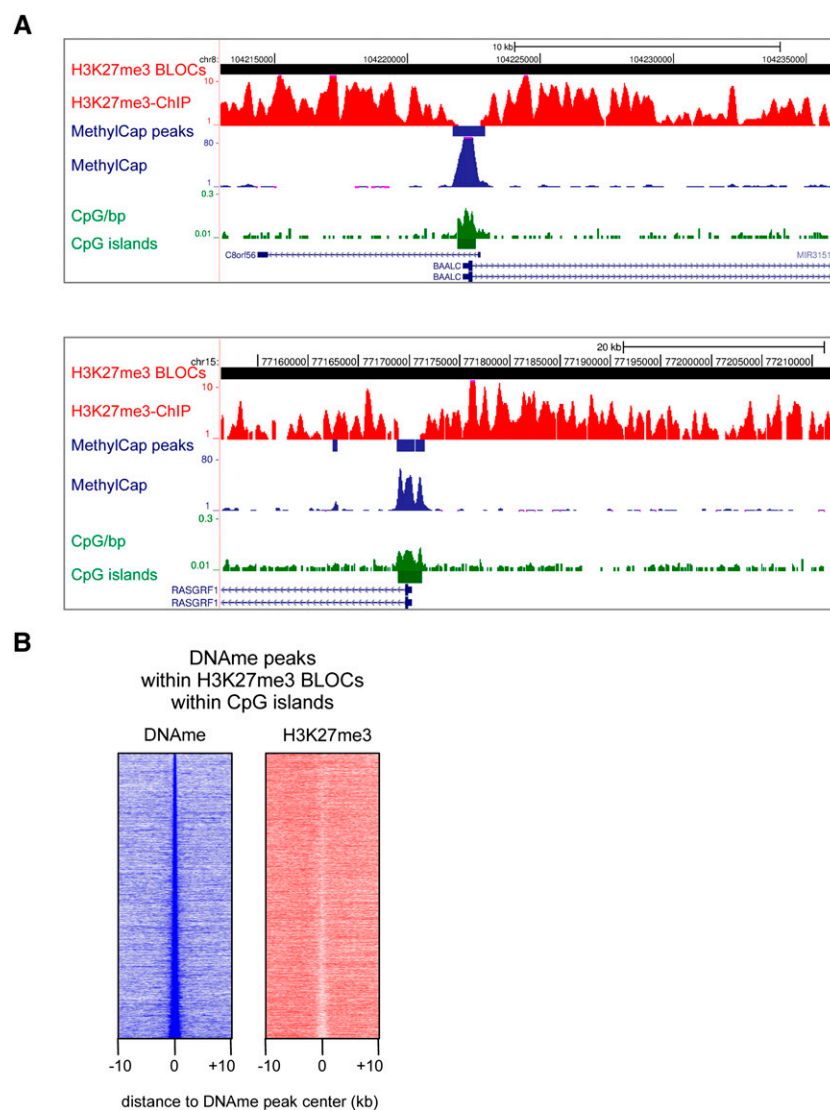 A
10 kb
chr8: 104215000 104220000 104225000 104230000 104235000
H3K27me3 BLOCs
10
H3K27me3-ChIP
1
MethylCap peaks
80
MethylCap
1
0.3
CpG/bp
0.01
CpG islands
C8orf56 MIR3151
BAALC
BAALC
20 kb
chr15: 77160000 77165000 77170000 77175000 77180000 77185000 77190000 77195000 77200000 77205000 77210000
H3K27me3 BLOCs
10
H3K27me3-ChIP
1
MethylCap peaks
80
MethylCap
1
0.3
CpG/bp
0.01
CpG islands
RASGRF1
RASGRF1
B
DNAme peaks
within H3K27me3 BLOCs
within CpG islands
DNAme H3K27me3
-10 0 +10 -10 0 +10
distance to DNAme peak center (kb)